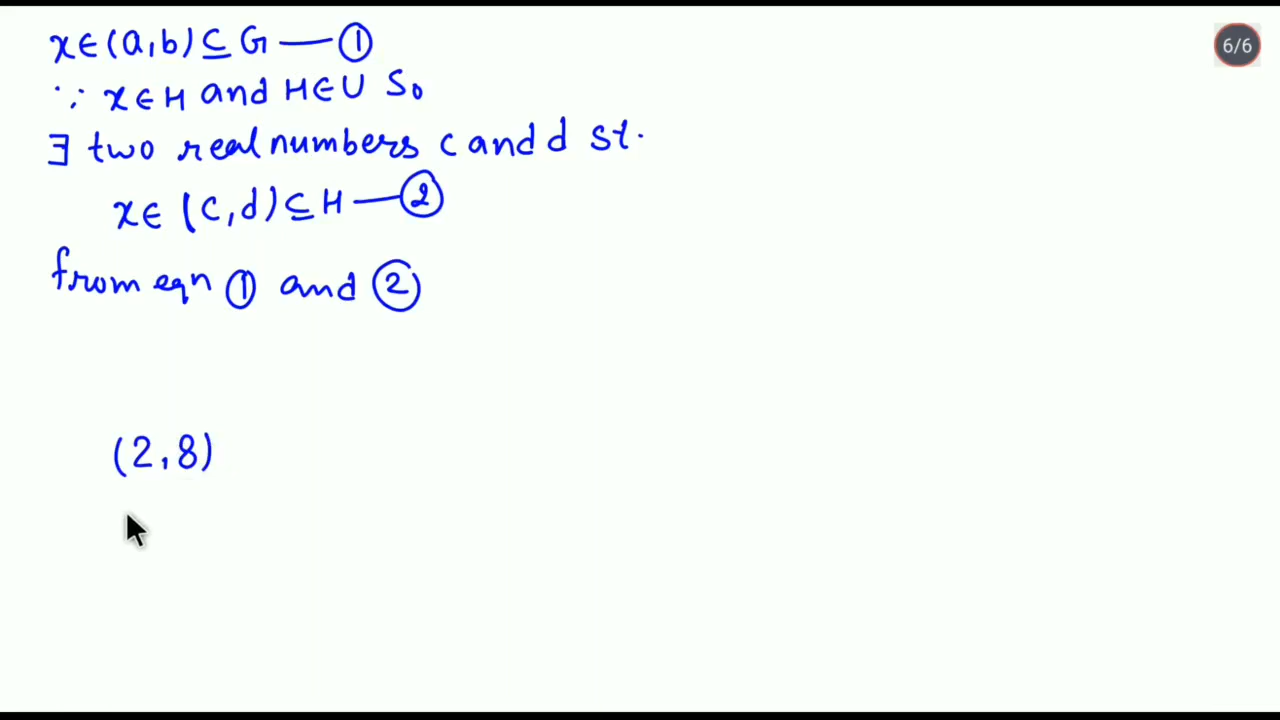 x∈(a,b)⊆G—①
6/6
∵ x∈H and H∈U So
∃ two real numbers c and d st.
x∈(c,d)⊆H—②
from eqn ① and ②
(2,8)